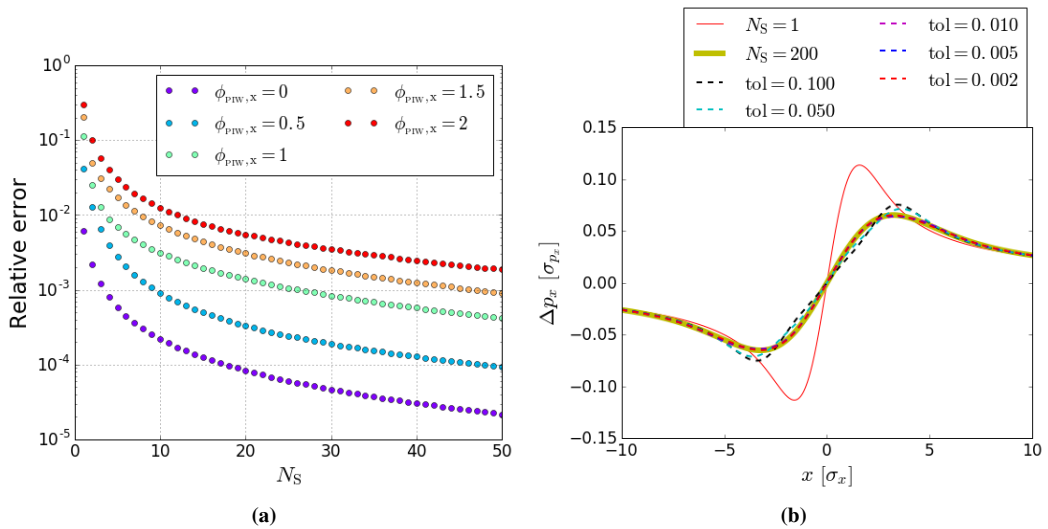 10⁰
10⁻¹
10⁻²
10⁻³
10⁻⁴
10⁻⁵
Relative error
0 10 20 30 40 50
N_S
ϕ_PIW,x = 0
ϕ_PIW,x = 0.5
ϕ_PIW,x = 1
ϕ_PIW,x = 1.5
ϕ_PIW,x = 2
(a)
N_S = 1
N_S = 200
tol = 0.100
tol = 0.050
tol = 0.010
tol = 0.005
tol = 0.002
0.15
0.10
0.05
0.00
−0.05
−0.10
−0.15
Δp_x [σ_p_x]
−10 −5 0 5 10
x [σ_x]
(b)